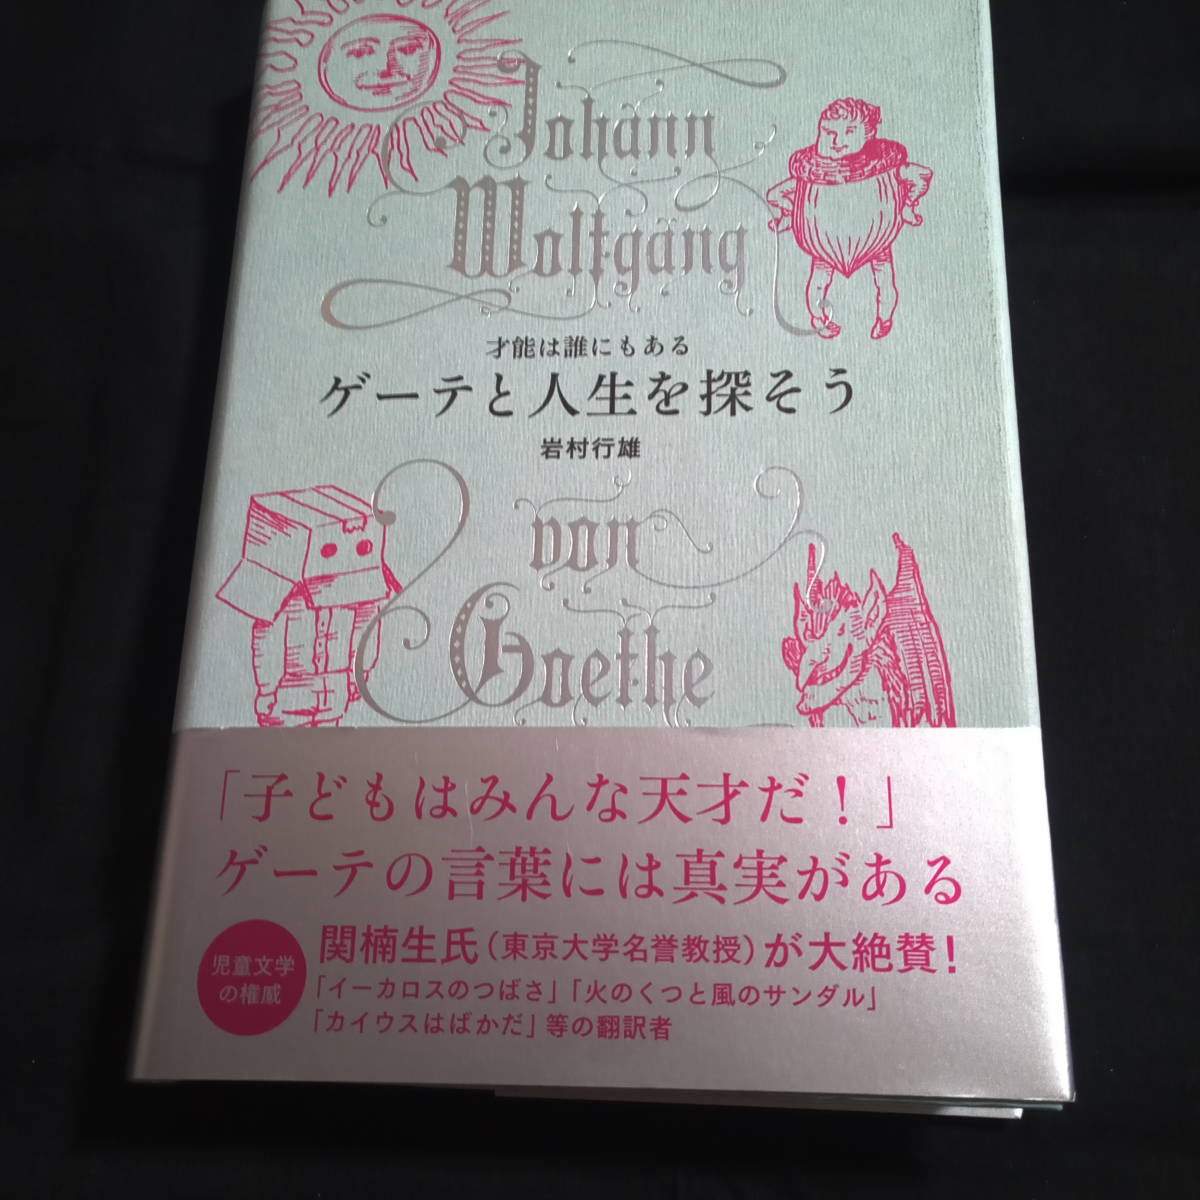 Johann
Wolfgang
才能は誰にもある
ゲーテと人生を探そう
岩村行雄
von
Goethe
「子どもはみんな天才だ！」
ゲーテの言葉には真実がある
児童文学
の権威
関楠生氏（東京大学名誉教授）が大絶賛！
「イーカロスのつばさ」「火のくつと風のサンダル」
「カイウスはばかだ」等の翻訳者